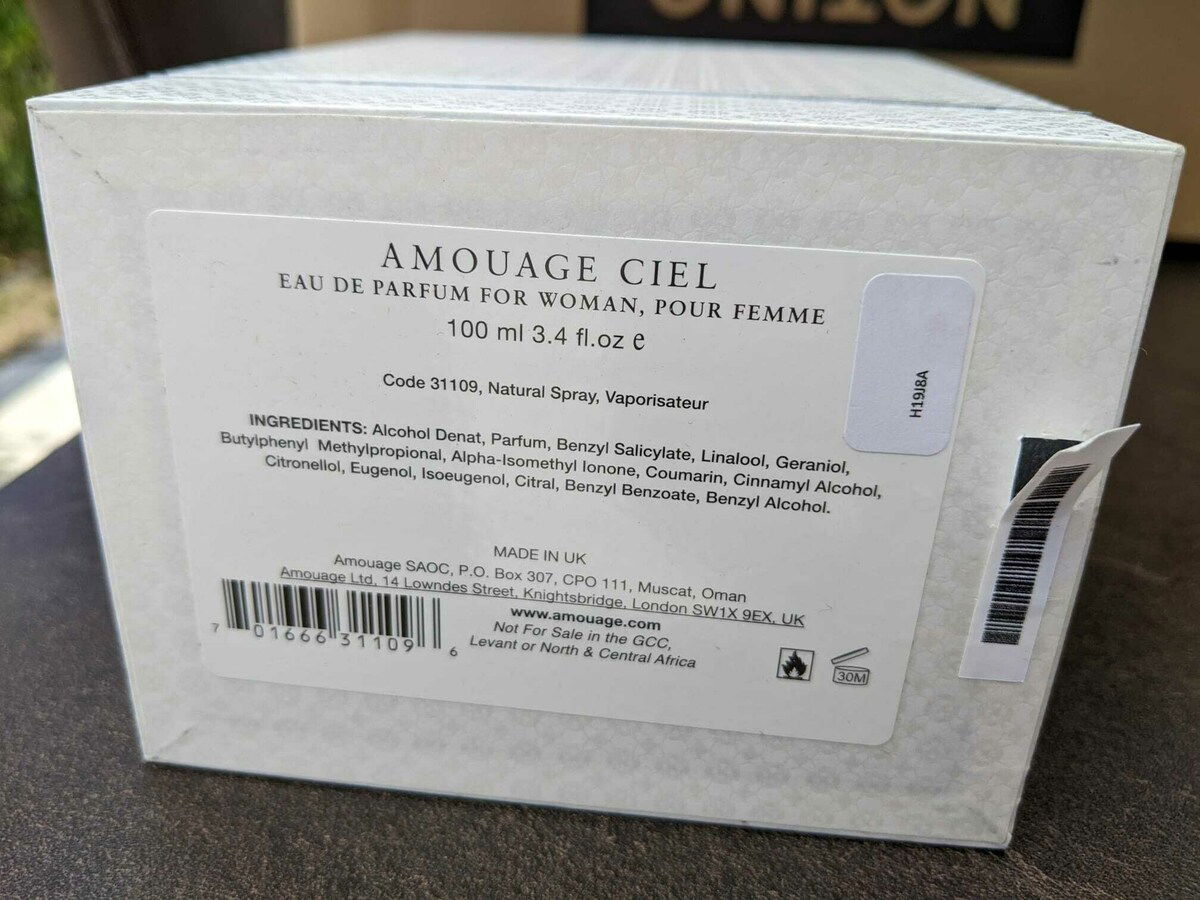 AMOUAGE CIEL
EAU DE PARFUM FOR WOMAN, POUR FEMME
100 ml 3.4 fl.oz e
Code 31109, Natural Spray, Vaporisateur
H19J8A
INGREDIENTS: Alcohol Denat, Parfum, Benzyl Salicylate, Linalool, Geraniol,
Butylphenyl Methylpropional, Alpha-Isomethyl Ionone, Coumarin, Cinnamyl Alcohol,
Citronellol, Eugenol, Isoeugenol, Citral, Benzyl Benzoate, Benzyl Alcohol.
MADE IN UK
Amouage SAOC, P.O. Box 307, CPO 111, Muscat, Oman
Amouage Ltd, 14 Lowndes Street, Knightsbridge, London SW1X 9EX, UK
www.amouage.com
Not For Sale in the GCC,
Levant or North & Central Africa
7 01666 31109 6
30M